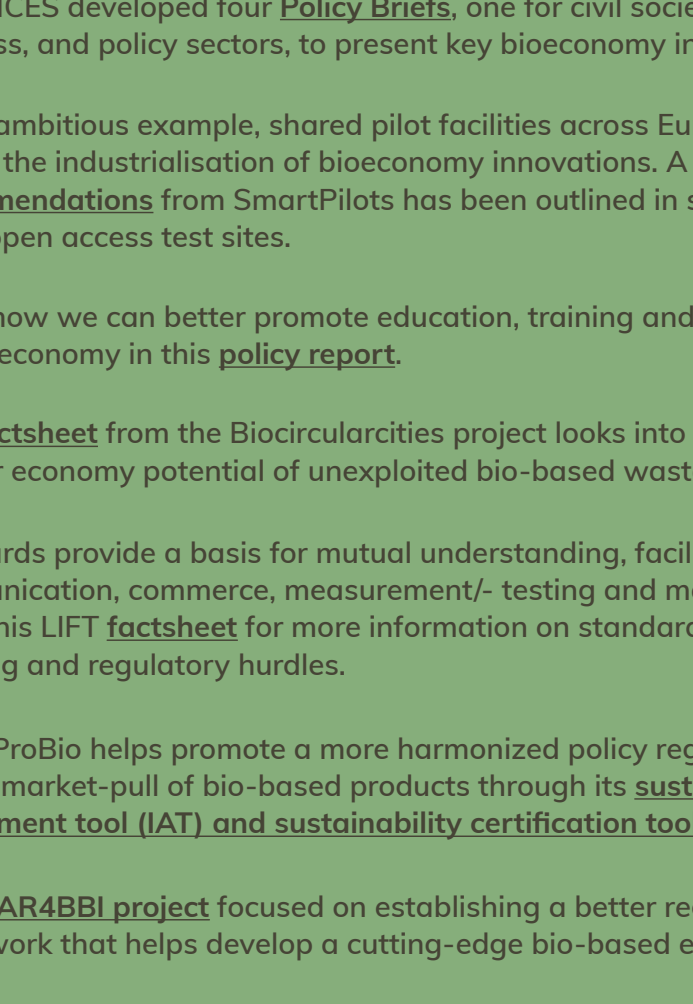 ICES developed four Policy Briefs, one for civil socie
ss, and policy sectors, to present key bioeconomy in
ambitious example, shared pilot facilities across Eu
the industrialisation of bioeconomy innovations. A
mendations from SmartPilots has been outlined in s
open access test sites.
how we can better promote education, training and
economy in this policy report.
ctsheet from the Biocircularcities project looks into
r economy potential of unexploited bio-based wast
rds provide a basis for mutual understanding, facil
nication, commerce, measurement/- testing and ma
his LIFT factsheet for more information on standard
g and regulatory hurdles.
ProBio helps promote a more harmonized policy reg
market-pull of bio-based products through its sust
ment tool (IAT) and sustainability certification too
AR4BBI project focused on establishing a better re
work that helps develop a cutting-edge bio-based e